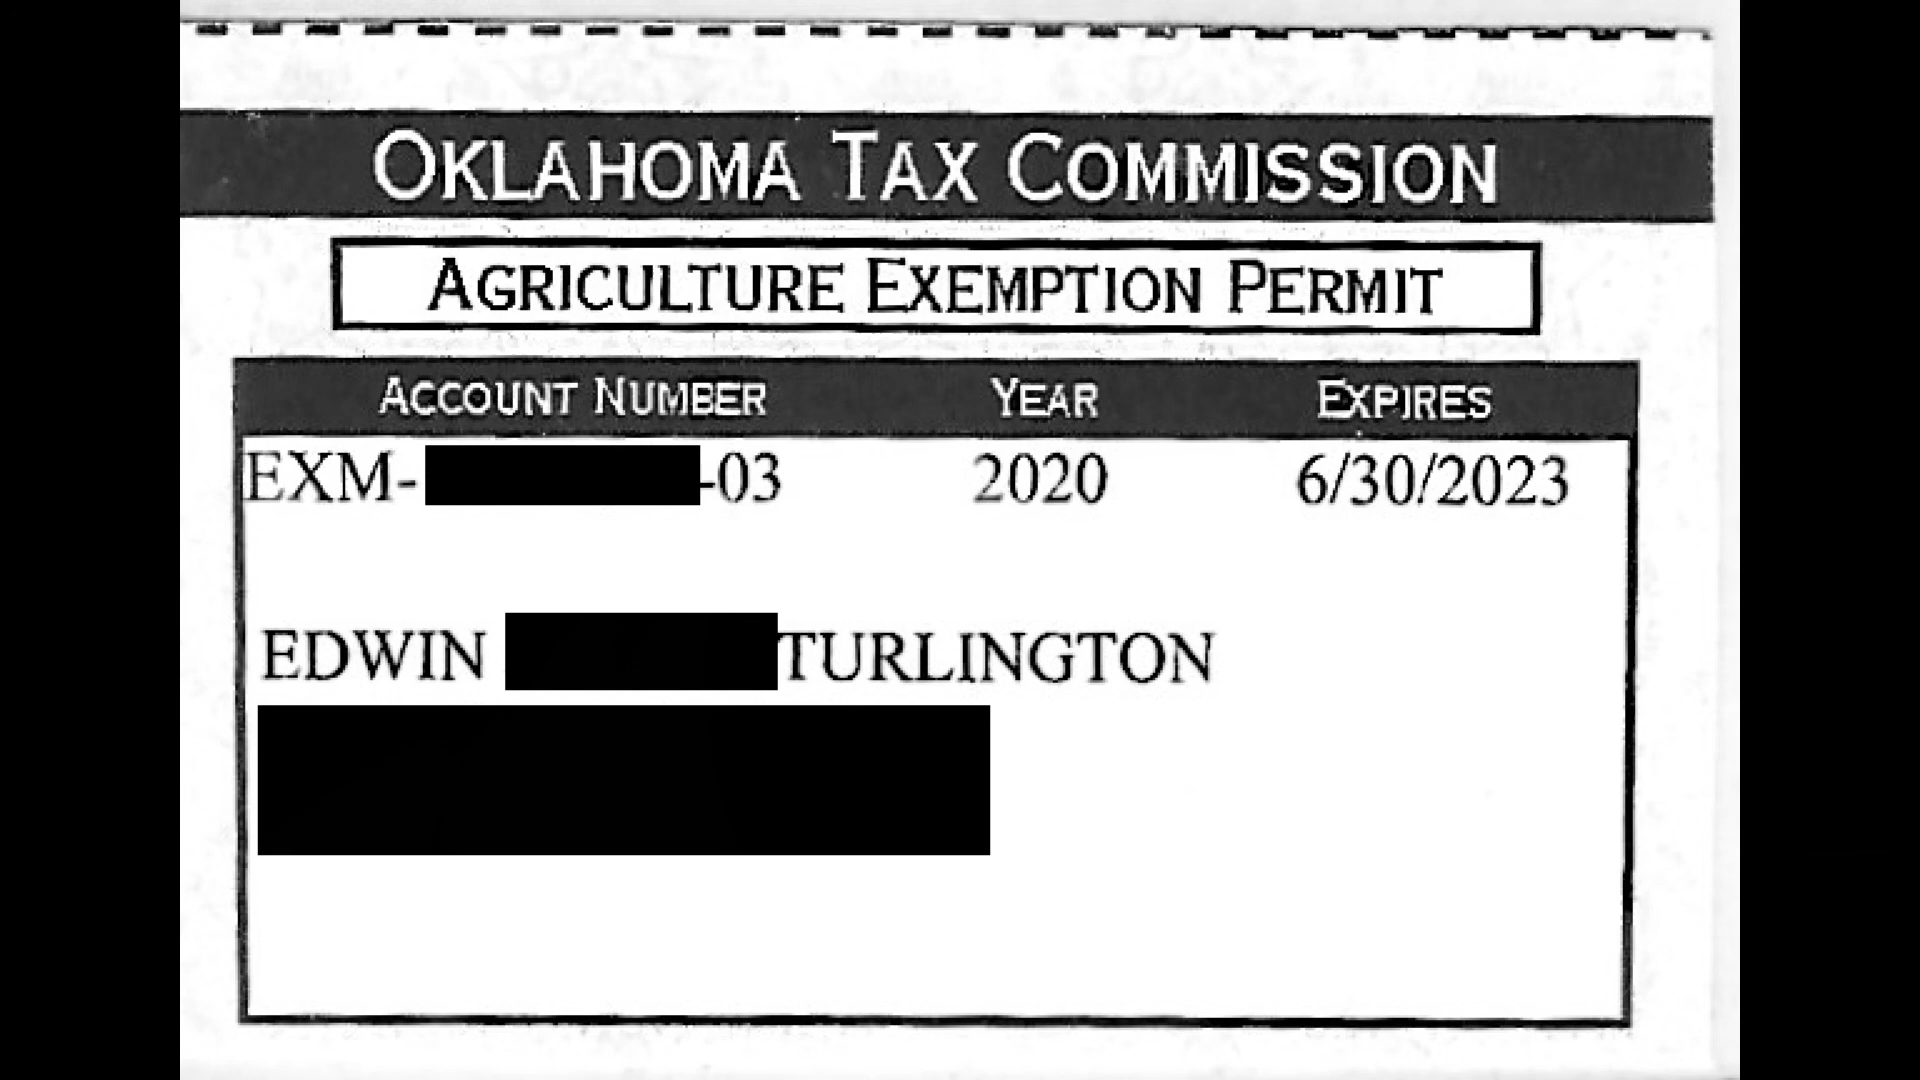 OKLAHOMA TAX COMMISSION
AGRICULTURE EXEMPTION PERMIT
ACCOUNT NUMBER YEAR EXPIRES
EXM- -03 2020 6/30/2023
EDWIN TURLINGTON